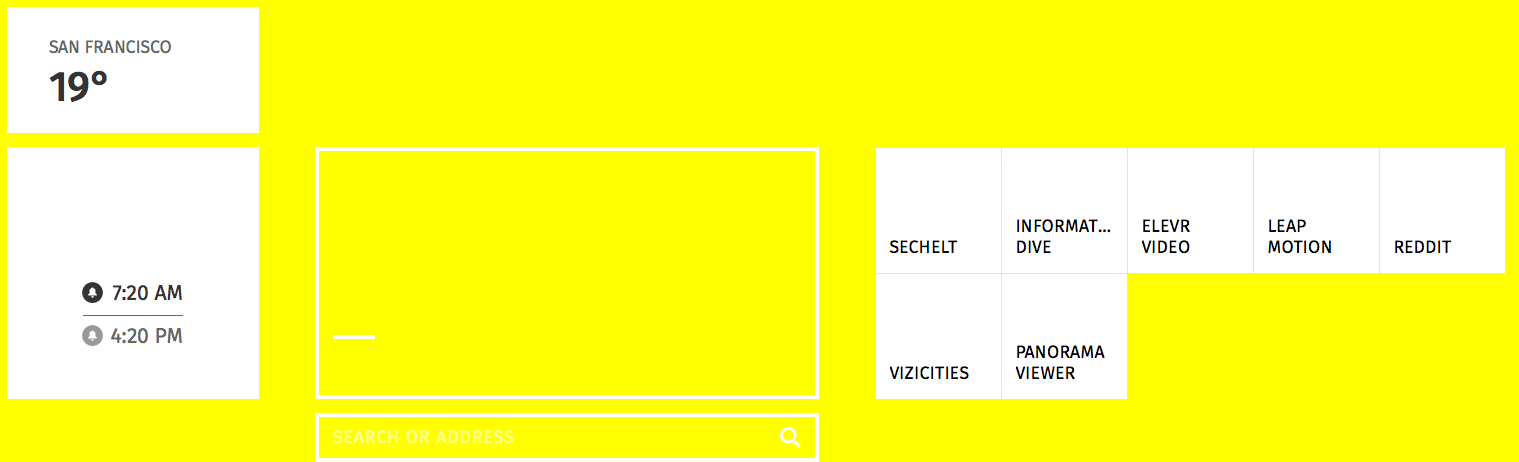 SAN FRANCISCO
19°
7:20 AM
4:20 PM
SEARCH OR ADDRESS
SECHELT
INFORMAT...
DIVE
ELEVR
VIDEO
LEAP
MOTION
REDDIT
VIZICITIES
PANORAMA
VIEWER